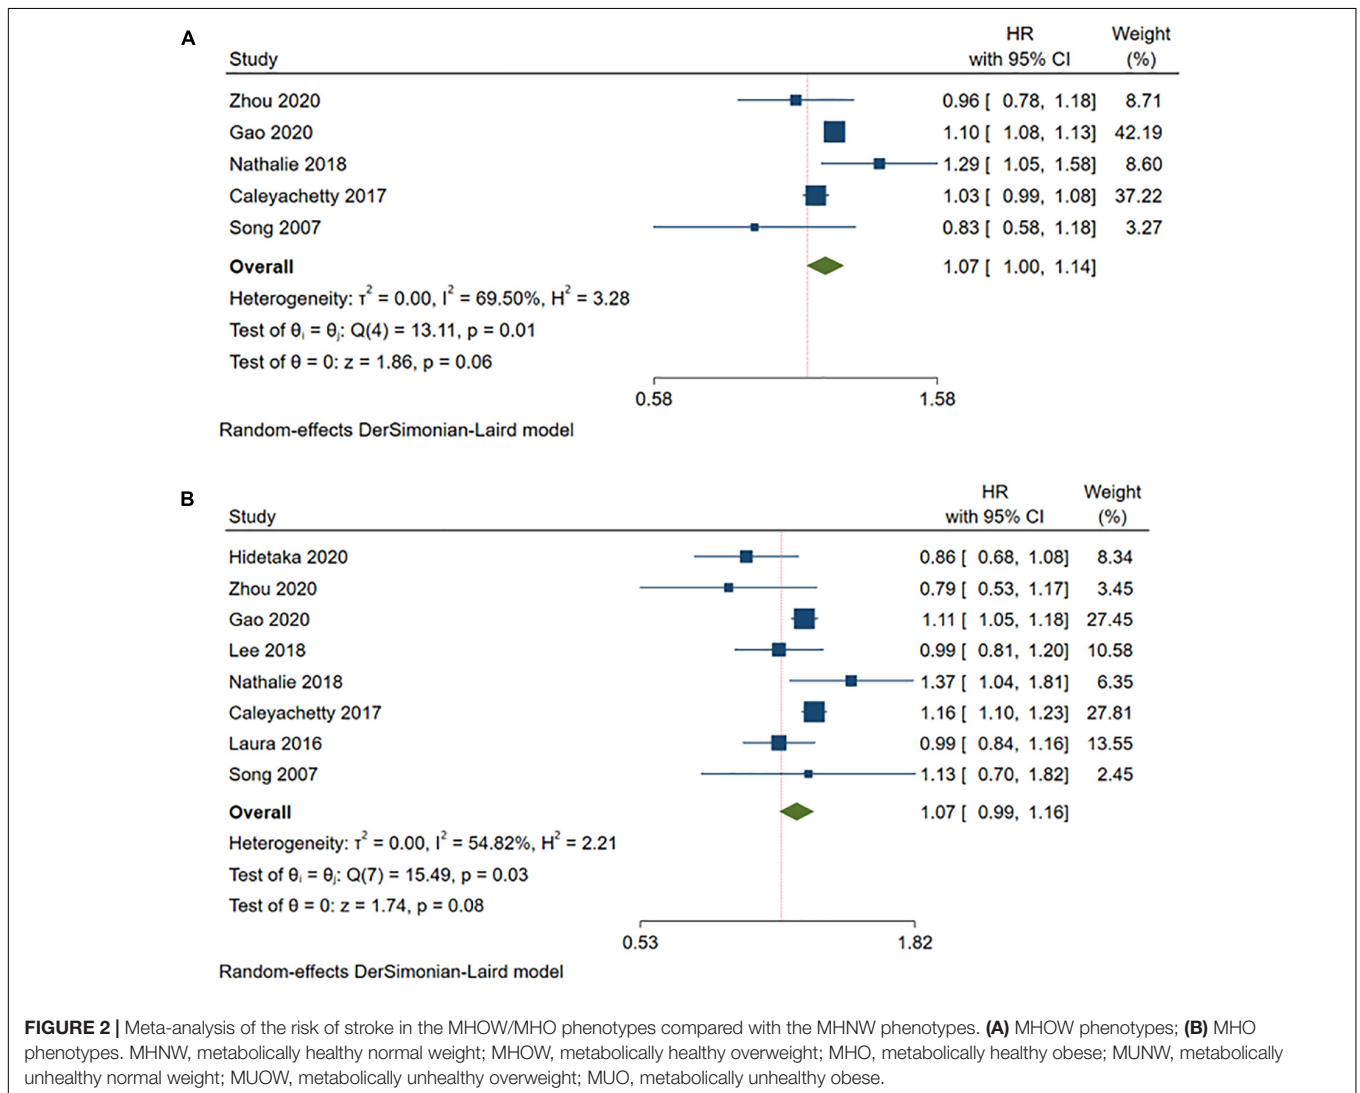 A
HR Weight
Study with 95% CI (%)
Zhou 2020 0.96 [ 0.78, 1.18] 8.71
Gao 2020 1.10 [ 1.08, 1.13] 42.19
Nathalie 2018 1.29 [ 1.05, 1.58] 8.60
Caleyachetty 2017 1.03 [ 0.99, 1.08] 37.22
Song 2007 0.83 [ 0.58, 1.18] 3.27
Overall 1.07 [ 1.00, 1.14]
Heterogeneity: τ² = 0.00, I² = 69.50%, H² = 3.28
Test of θᵢ = θⱼ: Q(4) = 13.11, p = 0.01
Test of θ = 0: z = 1.86, p = 0.06
0.58 1.58
Random-effects DerSimonian-Laird model
B
HR Weight
Study with 95% CI (%)
Hidetaka 2020 0.86 [ 0.68, 1.08] 8.34
Zhou 2020 0.79 [ 0.53, 1.17] 3.45
Gao 2020 1.11 [ 1.05, 1.18] 27.45
Lee 2018 0.99 [ 0.81, 1.20] 10.58
Nathalie 2018 1.37 [ 1.04, 1.81] 6.35
Caleyachetty 2017 1.16 [ 1.10, 1.23] 27.81
Laura 2016 0.99 [ 0.84, 1.16] 13.55
Song 2007 1.13 [ 0.70, 1.82] 2.45
Overall 1.07 [ 0.99, 1.16]
Heterogeneity: τ² = 0.00, I² = 54.82%, H² = 2.21
Test of θᵢ = θⱼ: Q(7) = 15.49, p = 0.03
Test of θ = 0: z = 1.74, p = 0.08
0.53 1.82
Random-effects DerSimonian-Laird model
FIGURE 2 | Meta-analysis of the risk of stroke in the MHOW/MHO phenotypes compared with the MHNW phenotypes. (A) MHOW phenotypes; (B) MHO
phenotypes. MHNW, metabolically healthy normal weight; MHOW, metabolically healthy overweight; MHO, metabolically healthy obese; MUNW, metabolically
unhealthy normal weight; MUOW, metabolically unhealthy overweight; MUO, metabolically unhealthy obese.